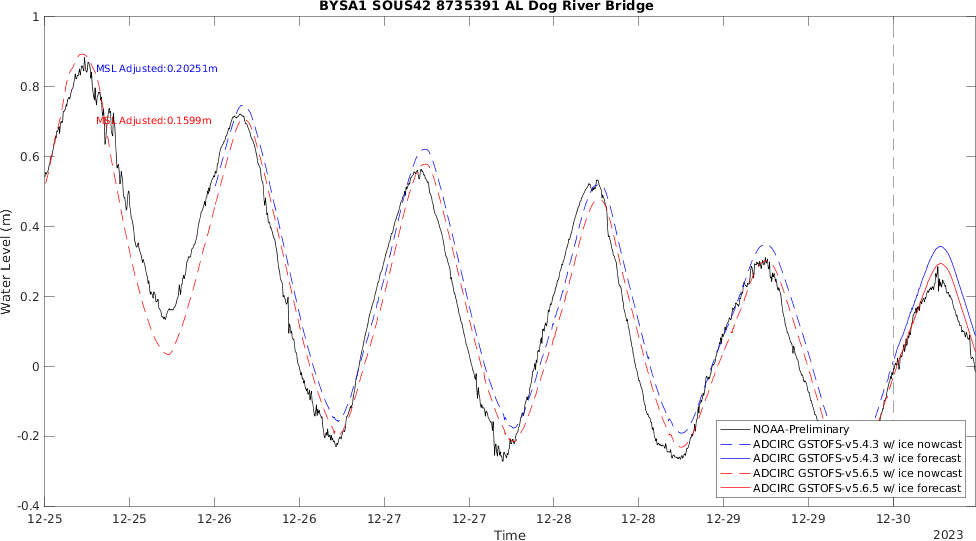 BYSA1 SOUS42 8735391 AL Dog River Bridge
1
0.8
0.6
0.4
0.2
0
-0.2
-0.4
Water Level (m)
MSL Adjusted:0.20251m
MSL Adjusted:0.1599m
NOAA-Preliminary
ADCIRC GSTOFS-v5.4.3 w/ ice nowcast
ADCIRC GSTOFS-v5.4.3 w/ ice forecast
ADCIRC GSTOFS-v5.6.5 w/ ice nowcast
ADCIRC GSTOFS-v5.6.5 w/ ice forecast
12-25 12-25 12-26 12-26 12-27 12-27 12-28 12-28 12-29 12-29 12-30
Time
2023